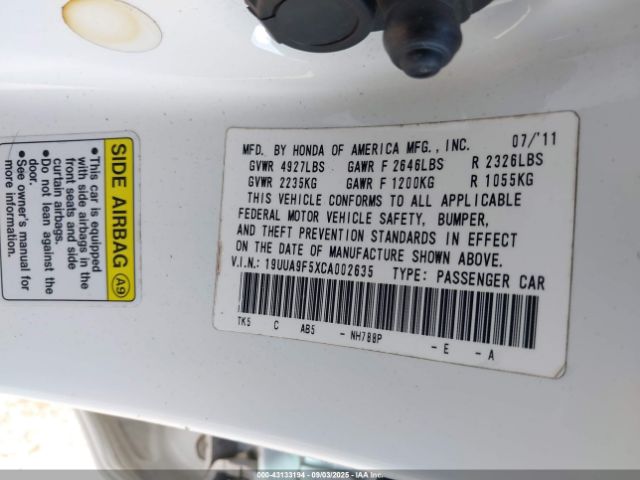 SIDE AIRBAG A9
• This car is equipped
with side airbags in the
front seats and side
curtain airbags.
• Do not lean against the
door.
• See owner's manual for
more information.
MFD. BY HONDA OF AMERICA MFG., INC. 07/'11
GVWR 4927LBS GAWR F 2646LBS R 2326LBS
GVWR 2235KG GAWR F 1200KG R 1055KG
THIS VEHICLE CONFORMS TO ALL APPLICABLE
FEDERAL MOTOR VEHICLE SAFETY, BUMPER,
AND THEFT PREVENTION STANDARDS IN EFFECT
ON THE DATE OF MANUFACTURE SHOWN ABOVE.
V.I.N.: 19UUA9F5XCA002635 TYPE: PASSENGER CAR
TK5 C AB5 - NH788P - E - A
000-43133194 - 09/03/2025 - IAAI.COM